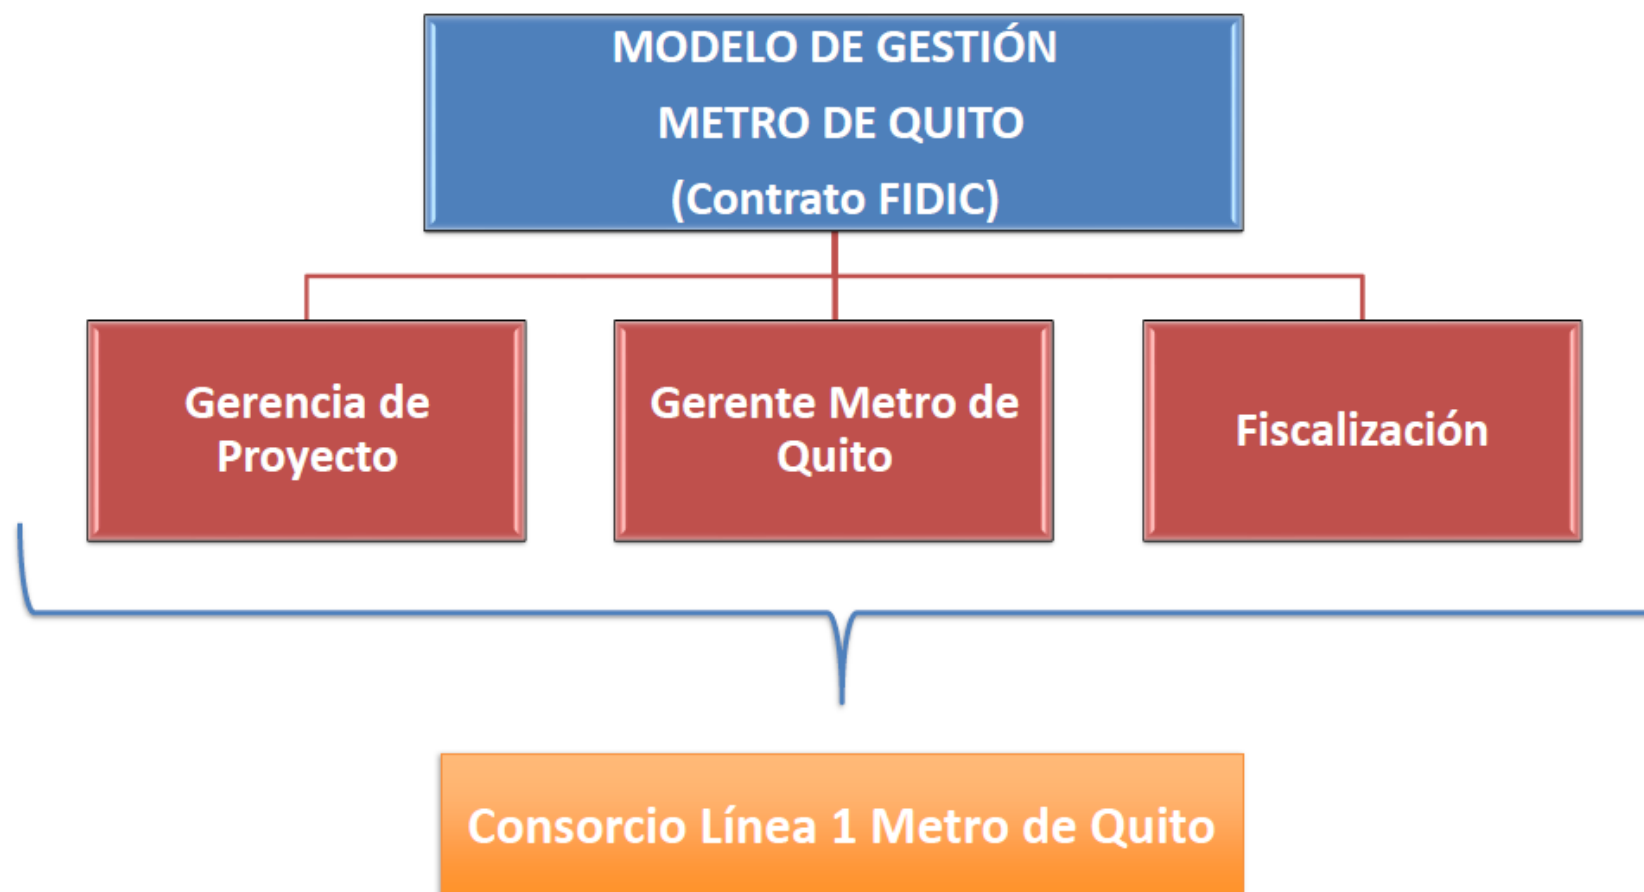 MODELO DE GESTIÓN
METRO DE QUITO
(Contrato FIDIC)
Gerencia de
Proyecto
Gerente Metro de
Quito
Fiscalización
Consorcio Línea 1 Metro de Quito